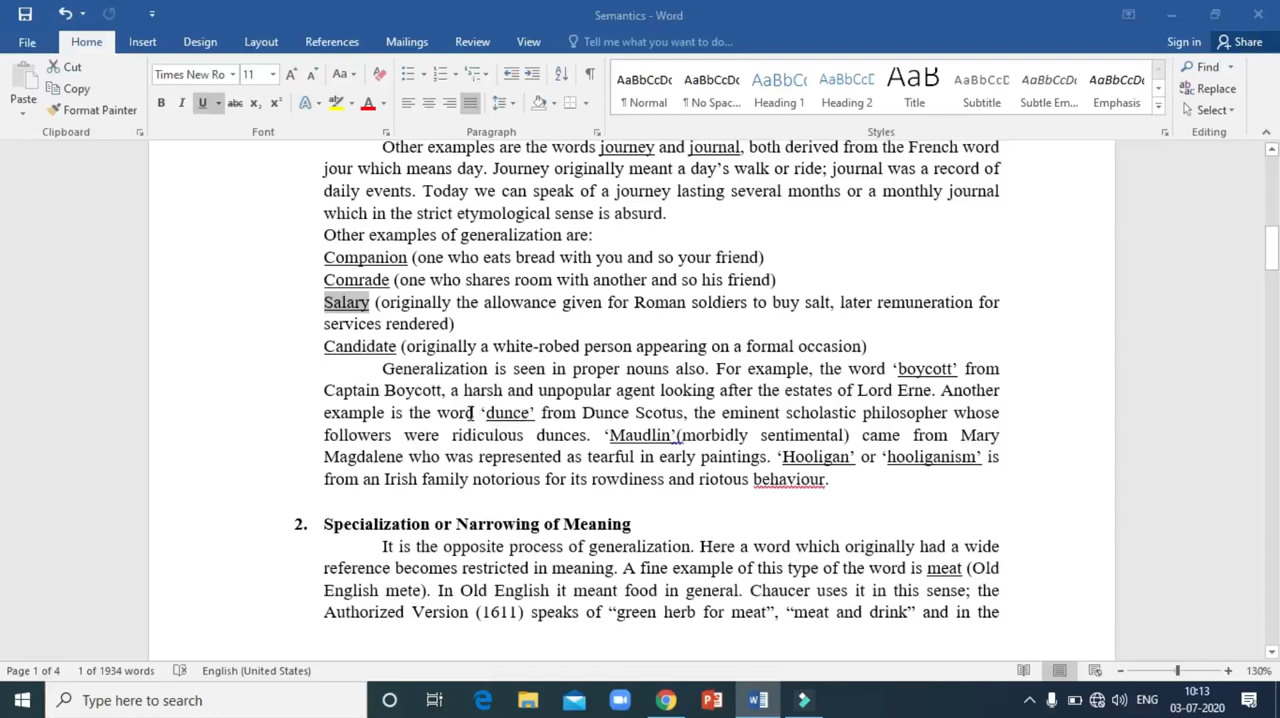 Semantics - Word
File Home Insert Design Layout References Mailings Review View Tell me what you want to do... Sign in Share
Paste Cut Copy Format Painter Clipboard
Times New Ro 11 Font
Paragraph
AaBbCcDc ¶ Normal
AaBbCcDc ¶ No Spac...
AaBbCc Heading 1
AaBbCcC Heading 2
AaB Title
AaBbCcC Subtitle
AaBbCcDc Subtle Em...
AaBbCcDc Emphasis
Styles
Find Replace Select Editing
Other examples are the words journey and journal, both derived from the French word
jour which means day. Journey originally meant a day’s walk or ride; journal was a record of
daily events. Today we can speak of a journey lasting several months or a monthly journal
which in the strict etymological sense is absurd.
Other examples of generalization are:
Companion (one who eats bread with you and so your friend)
Comrade (one who shares room with another and so his friend)
Salary (originally the allowance given for Roman soldiers to buy salt, later remuneration for
services rendered)
Candidate (originally a white-robed person appearing on a formal occasion)
Generalization is seen in proper nouns also. For example, the word ‘boycott’ from
Captain Boycott, a harsh and unpopular agent looking after the estates of Lord Erne. Another
example is the word ‘dunce’ from Dunce Scotus, the eminent scholastic philosopher whose
followers were ridiculous dunces. ‘Maudlin’(morbidly sentimental) came from Mary
Magdalene who was represented as tearful in early paintings. ‘Hooligan’ or ‘hooliganism’ is
from an Irish family notorious for its rowdiness and riotous behaviour.
2. Specialization or Narrowing of Meaning
It is the opposite process of generalization. Here a word which originally had a wide
reference becomes restricted in meaning. A fine example of this type of the word is meat (Old
English mete). In Old English it meant food in general. Chaucer uses it in this sense; the
Authorized Version (1611) speaks of “green herb for meat”, “meat and drink” and in the
Page 1 of 4 1 of 1934 words English (United States) 130%
Type here to search ENG 10:13
03-07-2020